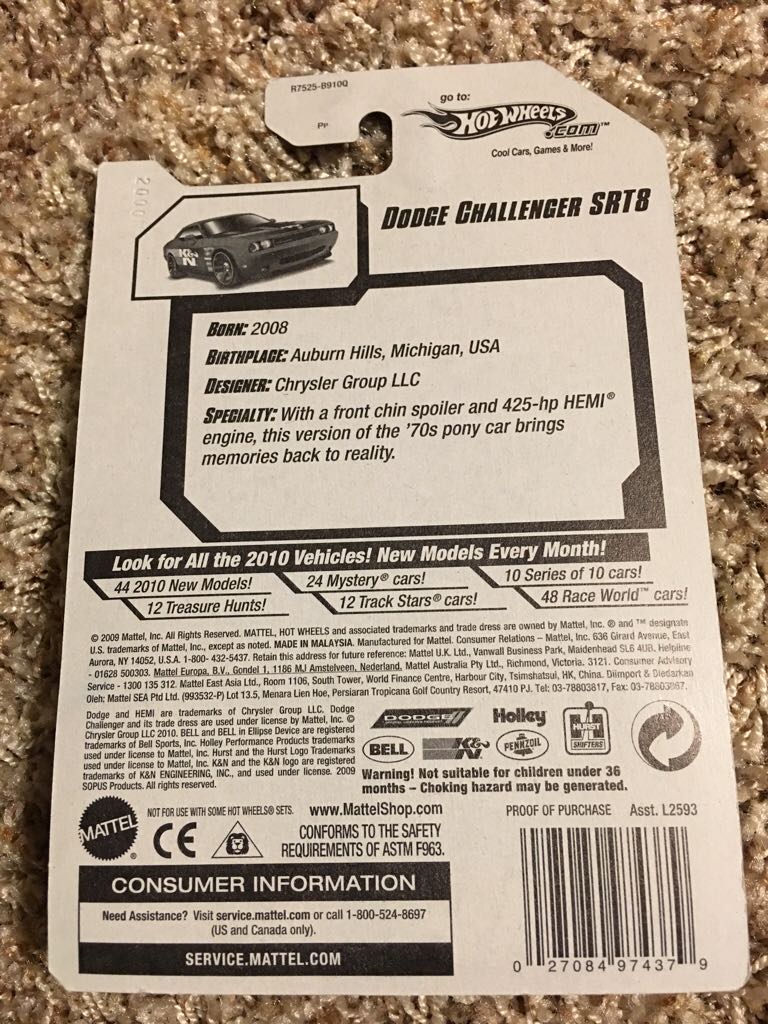 R7525-B910Q
PP
go to:
HOT WHEELS.COM™
Cool Cars, Games & More!
2000
DODGE CHALLENGER SRT8
K&N
BORN: 2008
BIRTHPLACE: Auburn Hills, Michigan, USA
DESIGNER: Chrysler Group LLC
SPECIALTY: With a front chin spoiler and 425-hp HEMI®
engine, this version of the '70s pony car brings
memories back to reality.
Look for All the 2010 Vehicles! New Models Every Month!
44 2010 New Models! 24 Mystery® cars! 10 Series of 10 cars!
12 Treasure Hunts! 12 Track Stars® cars! 48 Race World™ cars!
© 2009 Mattel, Inc. All Rights Reserved. MATTEL, HOT WHEELS and associated trademarks and trade dress are owned by Mattel, Inc. ® and ™ designate
U.S. trademarks of Mattel, Inc., except as noted. MADE IN MALAYSIA. Manufactured for Mattel. Consumer Relations – Mattel, Inc. 636 Girard Avenue, East
Aurora, NY 14052, U.S.A. 1-800- 432-5437. Retain this address for future reference: Mattel U.K. Ltd., Vanwall Business Park, Maidenhead SL6 4UB. Helpline
- 01628 500303. Mattel Europa, B.V., Gondel 1, 1186 MJ Amstelveen, Nederland. Mattel Australia Pty Ltd., Richmond, Victoria. 3121. Consumer Advisory
Service - 1300 135 312. Mattel East Asia Ltd., Room 1106, South Tower, World Finance Centre, Harbour City, Tsimshatsui, HK, China. Diimport & Diedarkan
Oleh: Mattel SEA Ptd Ltd. (993532-P) Lot 13.5, Menara Lien Hoe, Persiaran Tropicana Golf Country Resort, 47410 PJ. Tel: 03-78803817, Fax: 03-78803867.
Dodge and HEMI are trademarks of Chrysler Group LLC. Dodge
Challenger and its trade dress are used under license by Mattel, Inc. ©
Chrysler Group LLC 2010. BELL and BELL in Ellipse Device are registered
trademarks of Bell Sports, Inc. Holley Performance Products trademarks
used under license to Mattel, Inc. Hurst and the Hurst Logo Trademarks
used under license to Mattel, Inc. K&N and the K&N logo are registered
trademarks of K&N ENGINEERING, INC., and used under license. 2009
SOPUS Products. All rights reserved.
DODGE Holley HURST SHIFTERS
BELL K&N PENNZOIL
Warning! Not suitable for children under 36
months – Choking hazard may be generated.
MATTEL®
NOT FOR USE WITH SOME HOT WHEELS® SETS. www.MattelShop.com
CE
CONFORMS TO THE SAFETY
REQUIREMENTS OF ASTM F963.
PROOF OF PURCHASE Asst. L2593
CONSUMER INFORMATION
Need Assistance? Visit service.mattel.com or call 1-800-524-8697
(US and Canada only).
SERVICE.MATTEL.COM
0 27084 97437 9